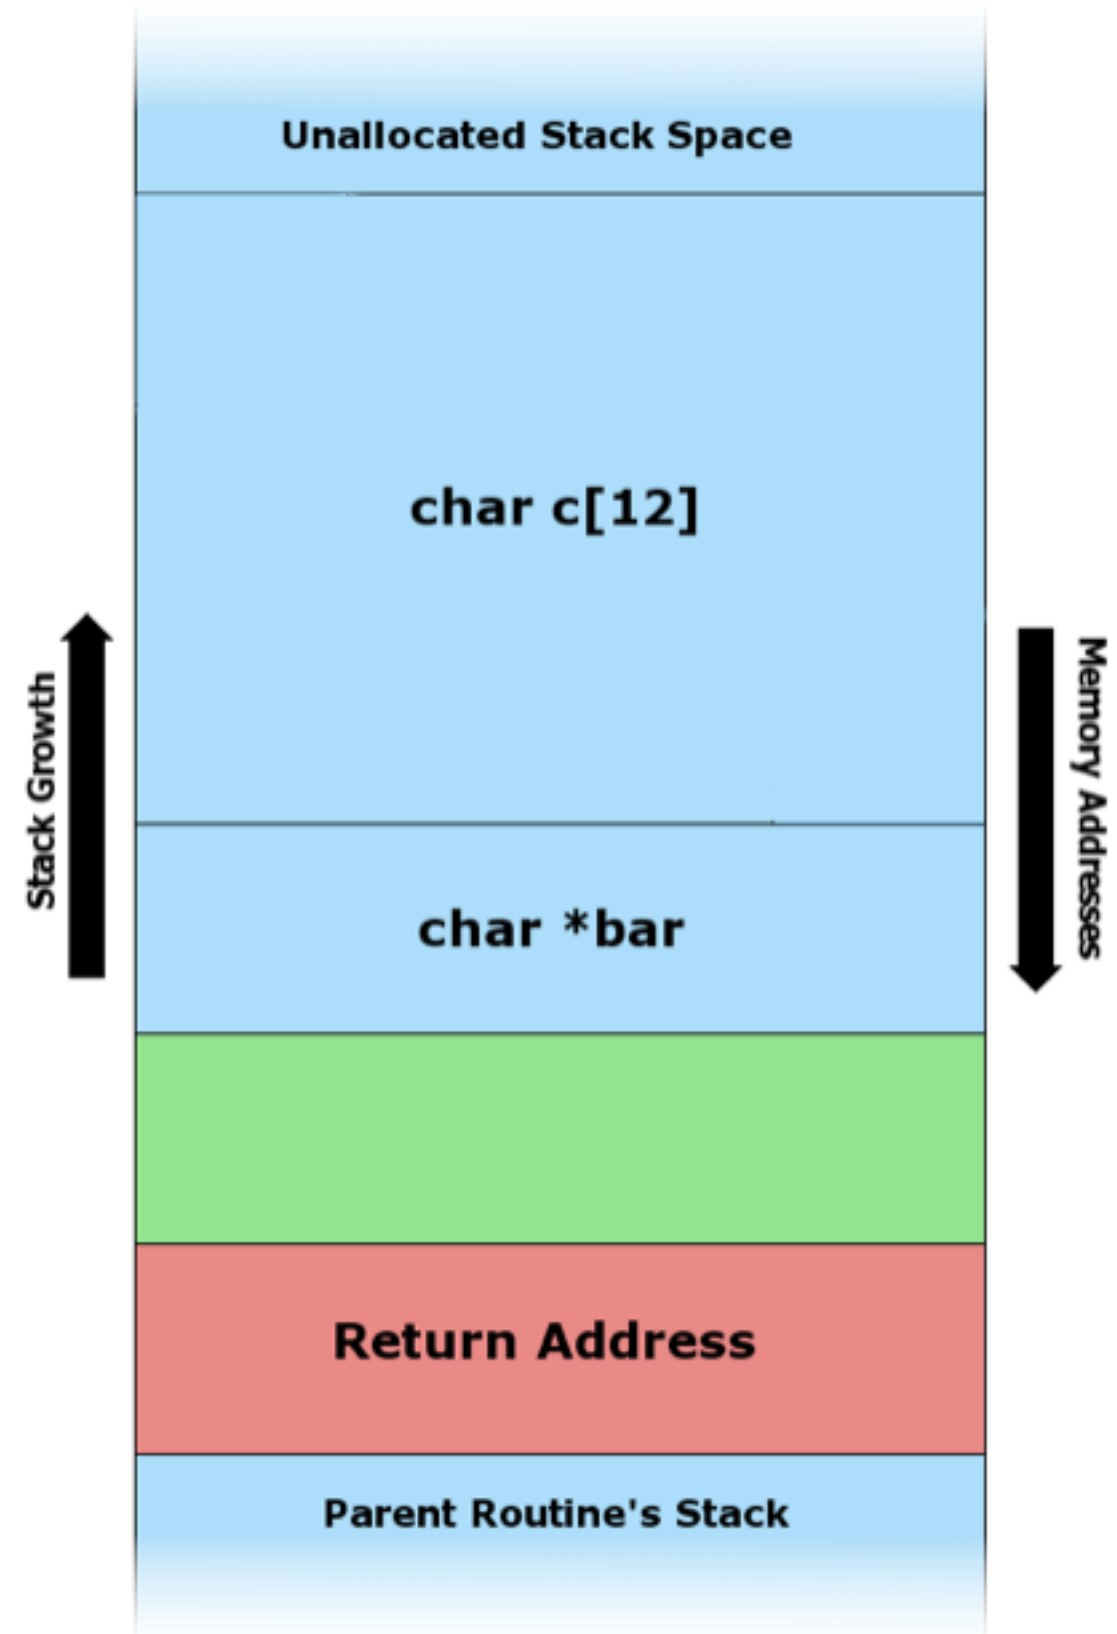 Unallocated Stack Space
char c[12]
Stack Growth
Memory Addresses
char *bar
Return Address
Parent Routine's Stack